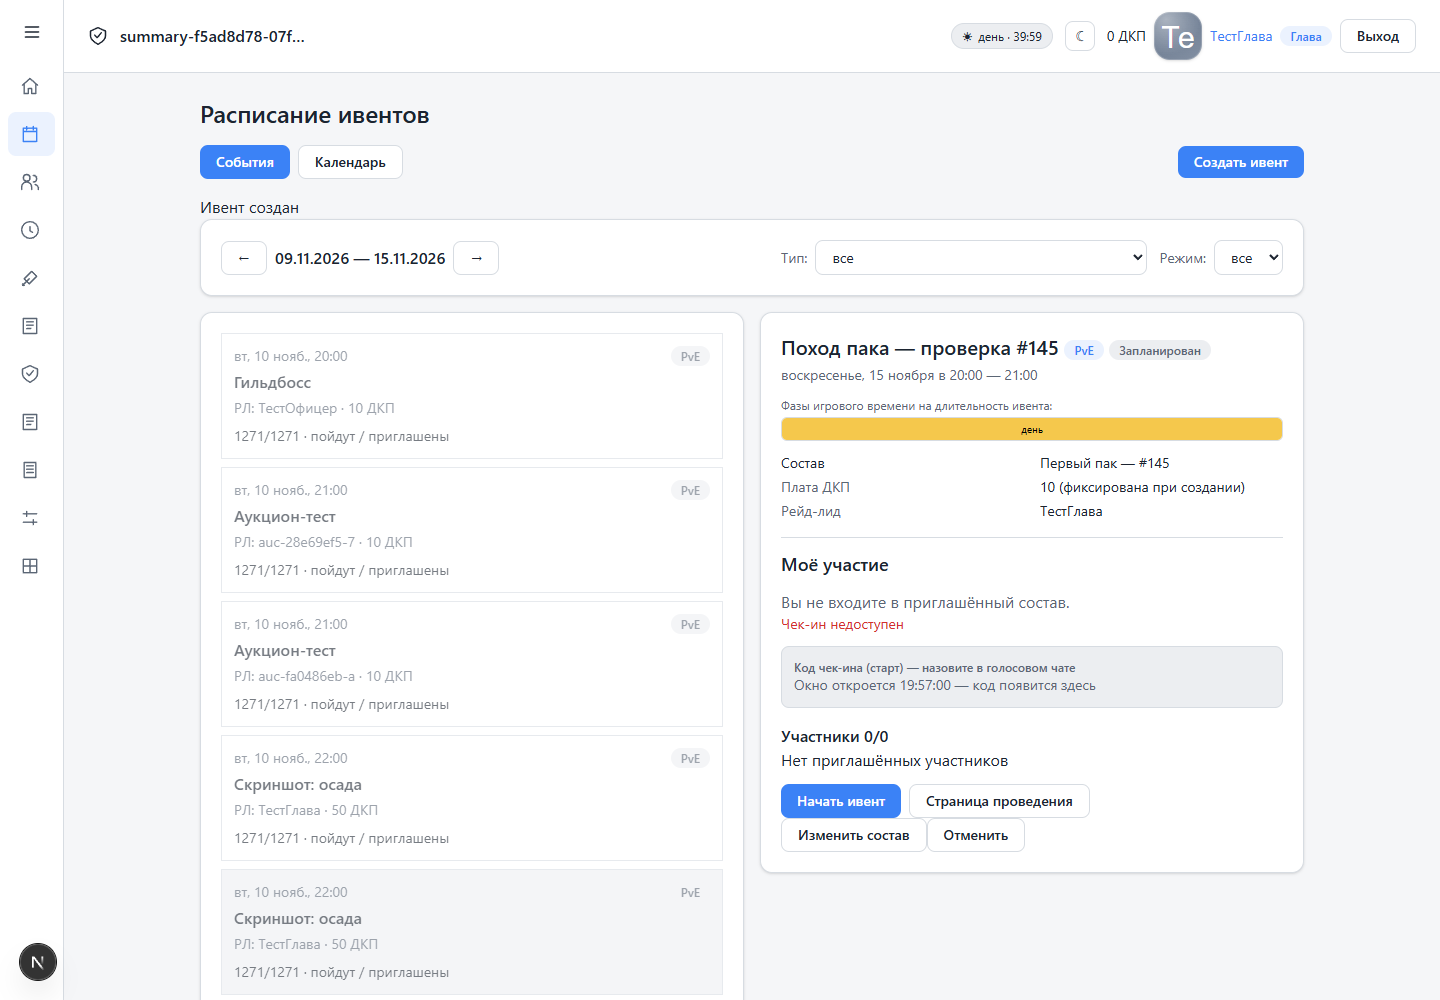 summary-f5ad8d78-07f...
☀ день · 39:59
☾
0 ДКП
Te
ТестГлава
Глава
Выход
Расписание ивентов
События
Календарь
Создать ивент
Ивент создан
←
09.11.2026 — 15.11.2026
→
Тип:
все
Режим:
все
вт, 10 нояб., 20:00
PvE
Гильдбосс
РЛ: ТестОфицер · 10 ДКП
1271/1271 · пойдут / приглашены
вт, 10 нояб., 21:00
PvE
Аукцион-тест
РЛ: auc-28e69ef5-7 · 10 ДКП
1271/1271 · пойдут / приглашены
вт, 10 нояб., 21:00
PvE
Аукцион-тест
РЛ: auc-fa0486eb-a · 10 ДКП
1271/1271 · пойдут / приглашены
вт, 10 нояб., 22:00
PvE
Скриншот: осада
РЛ: ТестГлава · 50 ДКП
1271/1271 · пойдут / приглашены
вт, 10 нояб., 22:00
PvE
Скриншот: осада
РЛ: ТестГлава · 50 ДКП
1271/1271 · пойдут / приглашены
Поход пака — проверка #145
PvE
Запланирован
воскресенье, 15 ноября в 20:00 — 21:00
Фазы игрового времени на длительность ивента:
день
Состав
Первый пак — #145
Плата ДКП
10 (фиксирована при создании)
Рейд-лид
ТестГлава
Моё участие
Вы не входите в приглашённый состав.
Чек-ин недоступен
Код чек-ина (старт) — назовите в голосовом чате
Окно откроется 19:57:00 — код появится здесь
Участники 0/0
Нет приглашённых участников
Начать ивент
Страница проведения
Изменить состав
Отменить
N